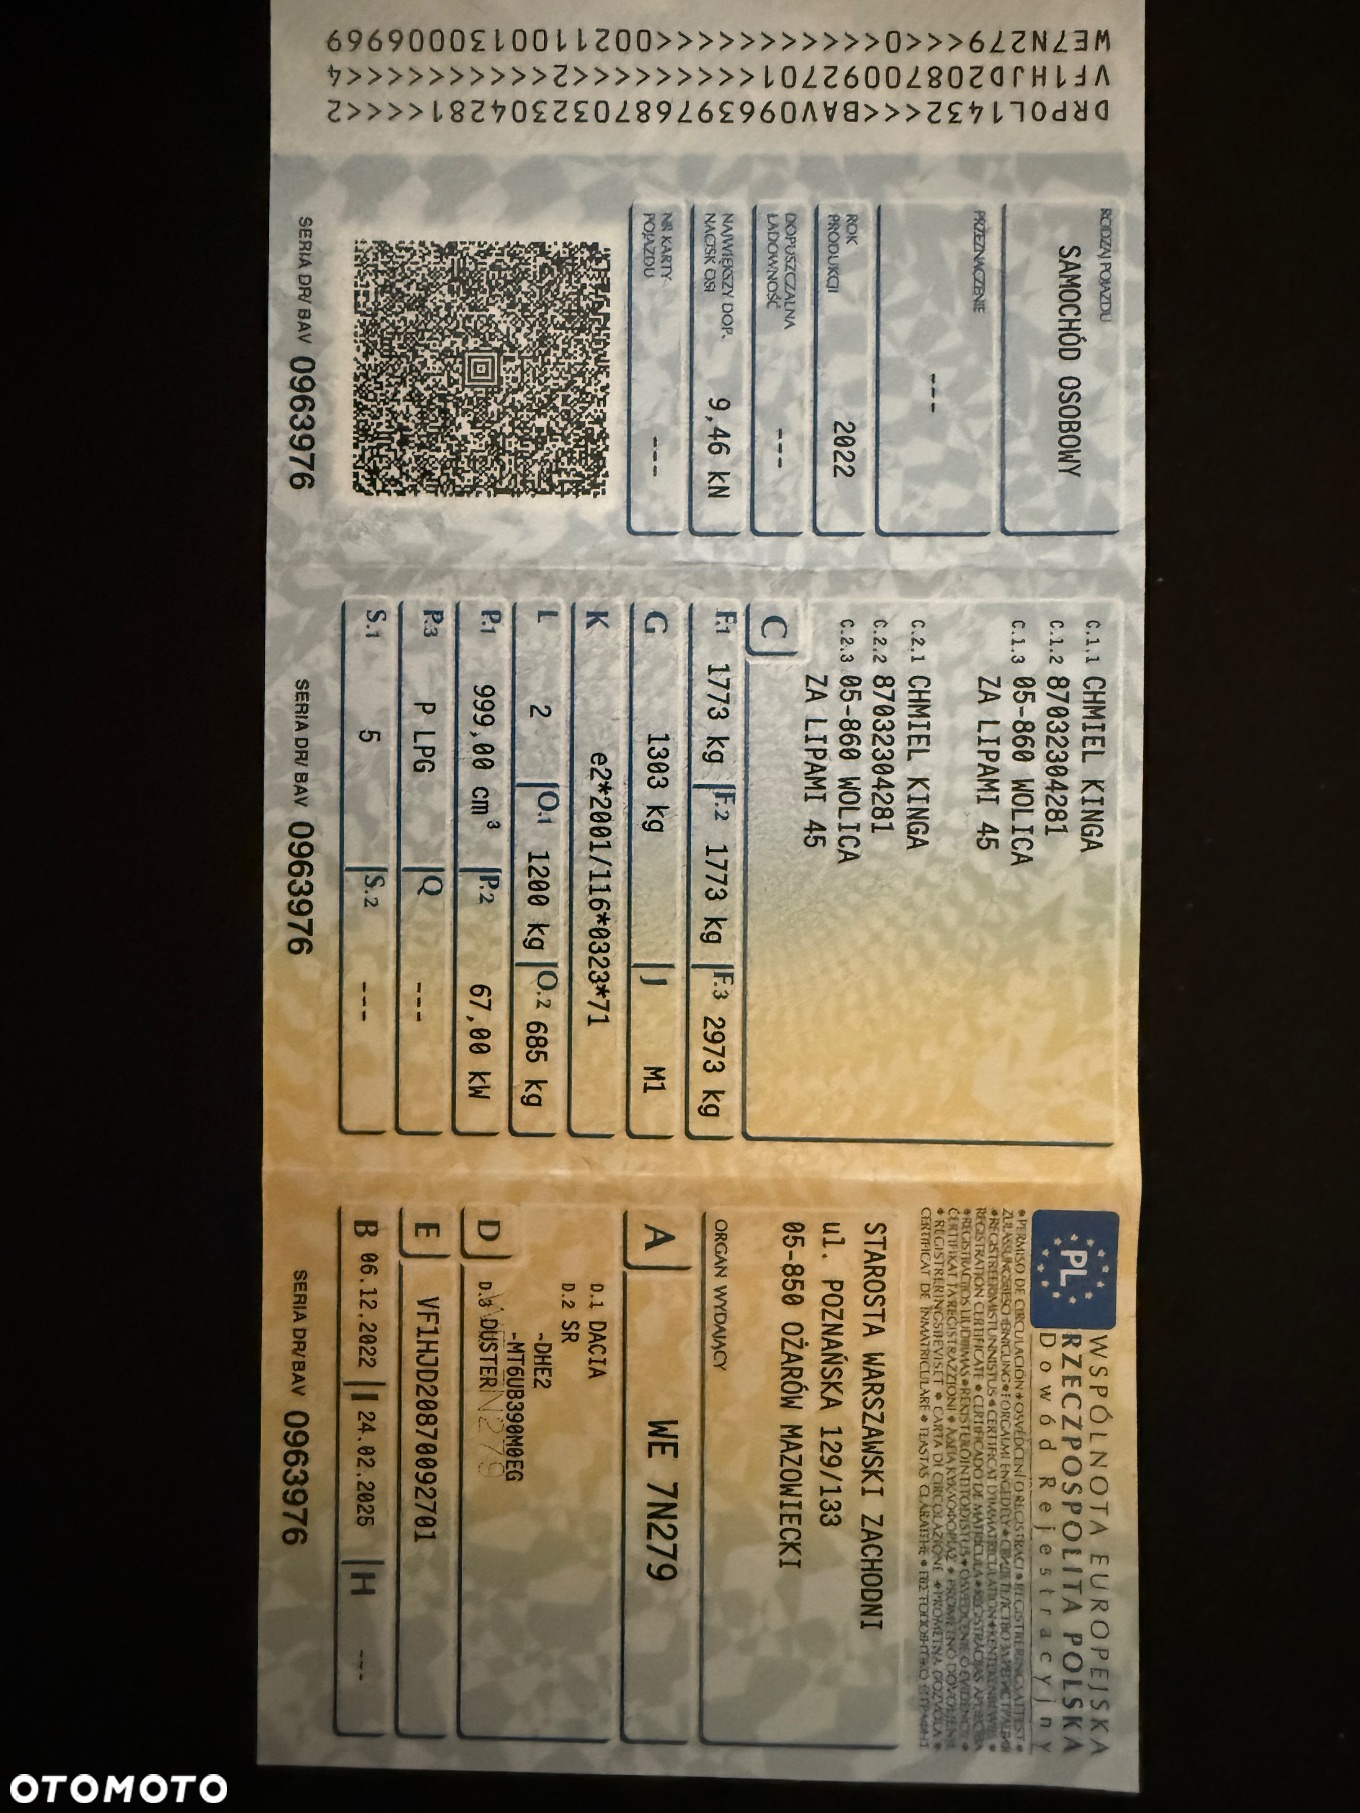 WSPÓLNOTA EUROPEJSKA
RZECZPOSPOLITA POLSKA
Dowód Rejestracyjny
PL
STAROSTA WARSZAWSKI ZACHODNI
ul. POZNAŃSKA 129/133
05-850 OŻARÓW MAZOWIECKI
ORGAN WYDAJĄCY
A WE 7N279
D.1 DACIA
D.2 SR
-DHE2
-MT6UB390M0EG
D D.3 DUSTER
E VF1HJD20870092701
B 06.12.2022 I 24.02.2025 H ---
SERIA DR/BAV 0963976
C.1.1 CHMIEL KINGA
C.1.2 87032304281
C.1.3 05-860 WOLICA
ZA LIPAMI 45
C.2.1 CHMIEL KINGA
C.2.2 87032304281
C.2.3 05-860 WOLICA
ZA LIPAMI 45
C
F.1 1773 kg F.2 1773 kg F.3 2973 kg
G 1303 kg J M1
K e2*2001/116*0323*71
L 2 O.1 1200 kg O.2 685 kg
P.1 999,00 cm³ P.2 67,00 kW
P.3 P LPG Q ---
S.1 5 S.2 ---
SERIA DR/ BAV 0963976
RODZAJ POJAZDU
SAMOCHÓD OSOBOWY
PRZEZNACZENIE
---
ROK
PRODUKCJI 2022
DOPUSZCZALNA
ŁADOWNOŚĆ ---
NAJWIĘKSZY DOP.
NACISK OSI 9,46 kN
NR KARTY
POJAZDU ---
SERIA DR/ BAV 0963976
DRPOL1432<<<BAV09639768703230​4281<<<<2
VF1HJD20870092701<<<<<<<<<<2<<<<<<<<4
WE7N279<<<<0<<<<<<<<<<<0021100130006969
OTOMOTO